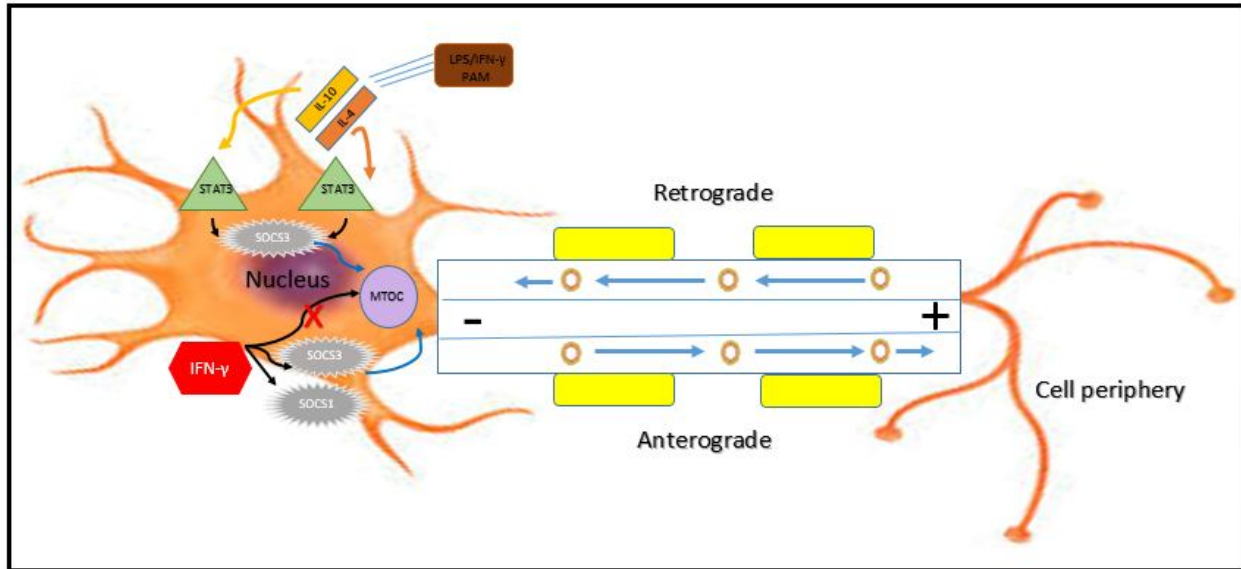 LPS/IFN-γ
PAM
IL-10
IL-4
STAT3
STAT3
SOCS3
Nucleus
MTOC
X
IFN-γ
SOCS3
SOCS1
Retrograde
-
+
Anterograde
Cell periphery